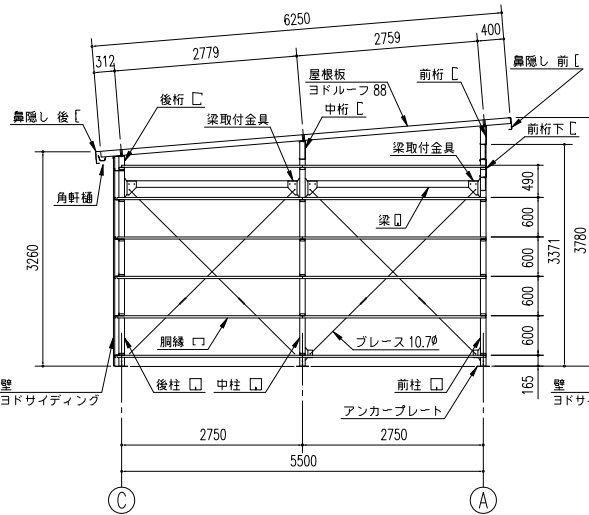 6250
312
2779
2759
400
屋根板
ヨドルーフ 88
前桁
鼻隠し 前
後桁
中桁
鼻隠し 後
梁取付金具
梁取付金具
前桁下
角軒樋
梁
490
600
600
600
600
165
3260
3371
3780
胴縁
ブレース 10.7φ
壁
ヨドサイディング
後柱
中柱
前柱
壁
ヨドサ
アンカープレート
2750
2750
5500
C
A